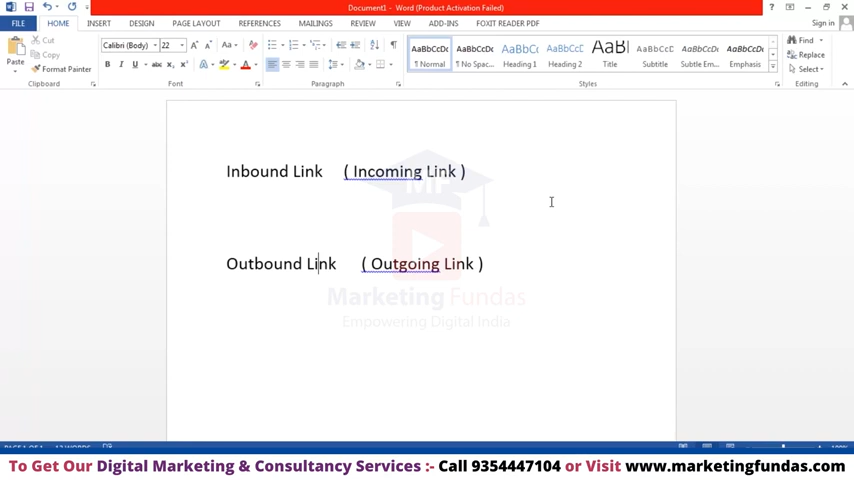 Document1 - Word (Product Activation Failed)
FILE HOME INSERT DESIGN PAGE LAYOUT REFERENCES MAILINGS REVIEW VIEW ADD-INS FOXIT READER PDF Sign in
Paste
Cut
Copy
Format Painter
Clipboard
Calibri (Body) 22
Font
Paragraph
AaBbCcDc AaBbCcDc AaBbCc AaBbCcD AaBl AaBbCcD AaBbCcDc AaBbCcDc
¶ Normal ¶ No Spac... Heading 1 Heading 2 Title Subtitle Subtle Em... Emphasis
Styles
Find
Replace
Select
Editing
Inbound Link ( Incoming Link )
MF
Outbound Link ( Outgoing Link )
Marketing Fundas
Empowering Digital India
To Get Our Digital Marketing & Consultancy Services :- Call 9354447104 or Visit www.marketingfundas.com